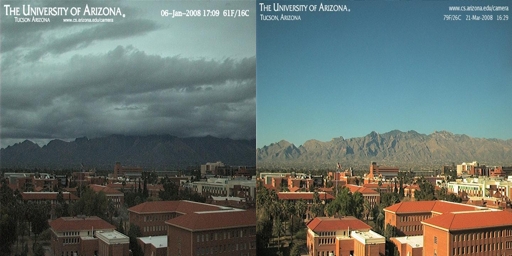 THE UNIVERSITY OF ARIZONA®
TUCSON ARIZONA
www.cs.arizona.edu/camera
06-Jan-2008 17:09 61F/16C
THE UNIVERSITY OF ARIZONA®
TUCSON, ARIZONA
www.cs.arizona.edu/camera
79F/26C 21-Mar-2008 16:29